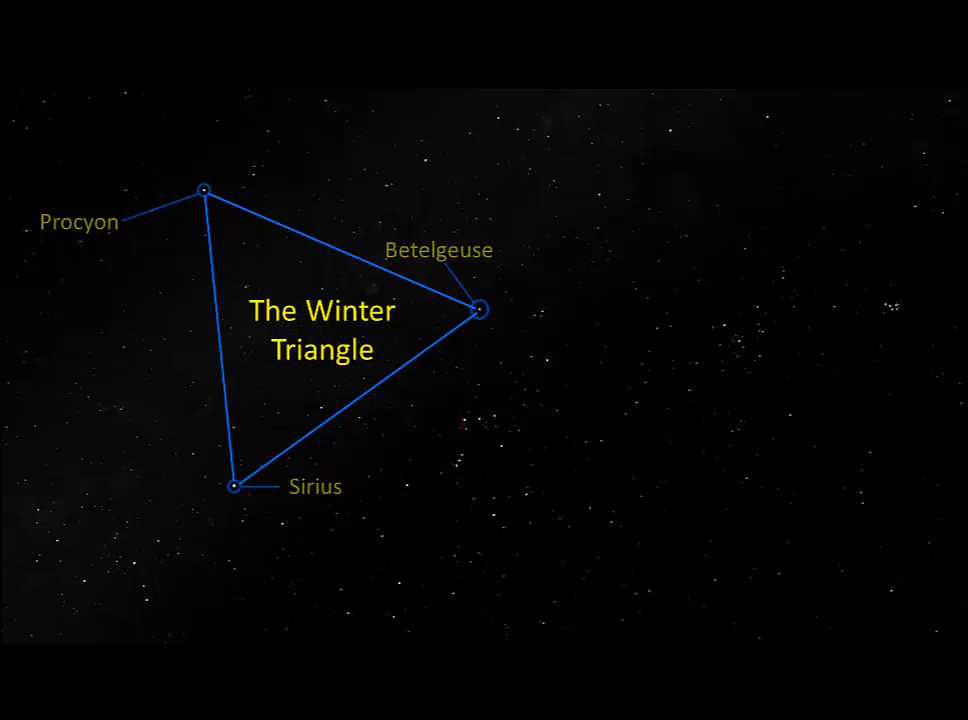 Procyon
Betelgeuse
The Winter
Triangle
Sirius